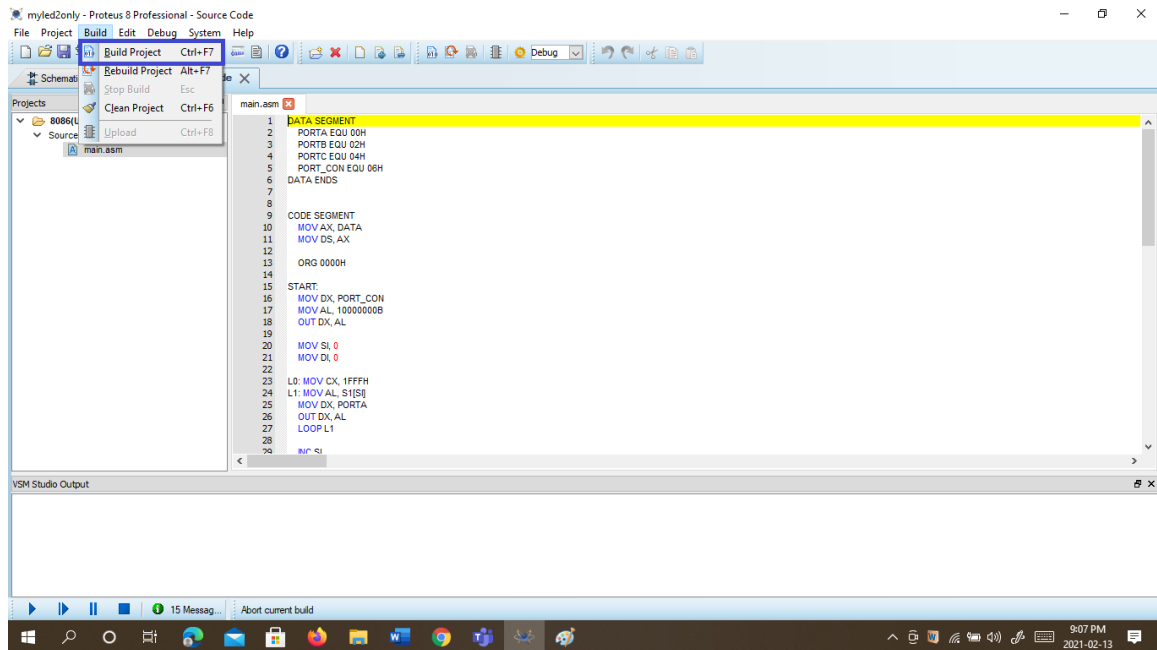 myled2only - Proteus 8 Professional - Source Code
File Project Build Edit Debug System Help
Build Project Ctrl+F7
Debug
Rebuild Project Alt+F7
Schemati
de
Stop Build Esc
Clean Project Ctrl+F6
Upload Ctrl+F8
Projects
8086(U
Source
main.asm
main.asm
1 DATA SEGMENT
2 PORTA EQU 00H
3 PORTB EQU 02H
4 PORTC EQU 04H
5 PORT_CON EQU 06H
6 DATA ENDS
7
8
9 CODE SEGMENT
10 MOV AX, DATA
11 MOV DS, AX
12
13 ORG 0000H
14
15 START:
16 MOV DX, PORT_CON
17 MOV AL, 10000000B
18 OUT DX, AL
19
20 MOV SI, 0
21 MOV DI, 0
22
23 L0: MOV CX, 1FFFH
24 L1: MOV AL, S1[SI]
25 MOV DX, PORTA
26 OUT DX, AL
27 LOOP L1
28
29 INC SI
VSM Studio Output
15 Messag...
Abort current build
9:07 PM
2021-02-13